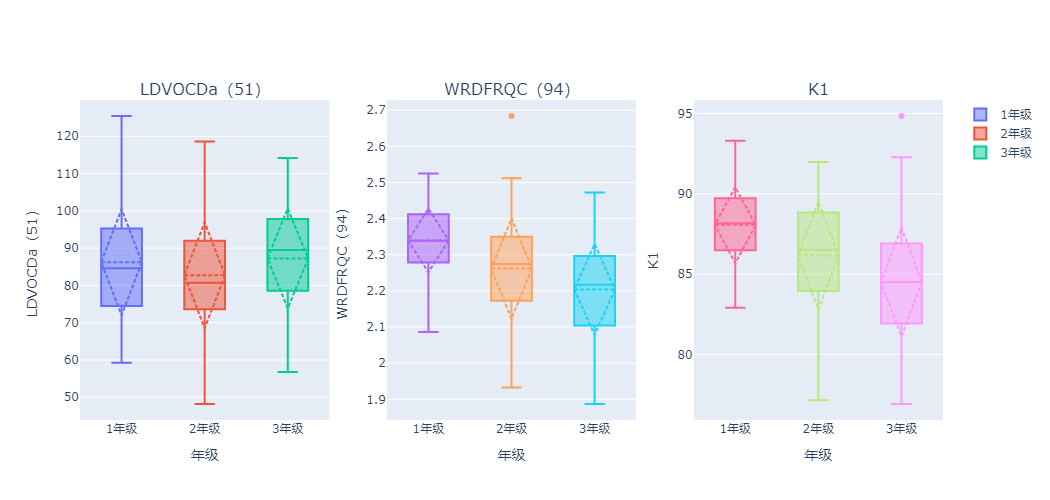 LDVOCDa (51)
WRDFRQC (94)
K1
LDVOCDa (51)
120
110
100
90
80
70
60
50
WRDFRQC (94)
2.7
2.6
2.5
2.4
2.3
2.2
2.1
2
1.9
K1
95
90
85
80
1年级
2年级
3年级
1年级
2年级
3年级
1年级
2年级
3年级
年级
年级
年级
1年级
2年级
3年级